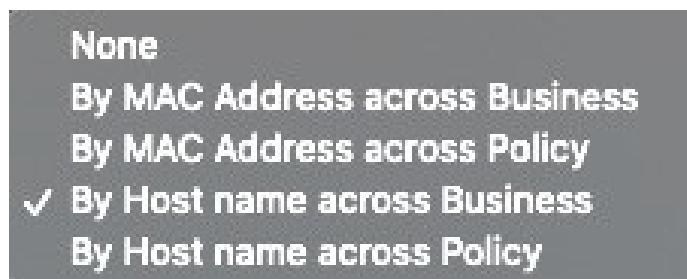 None
By MAC Address across Business
By MAC Address across Policy
✓ By Host name across Business
By Host name across Policy